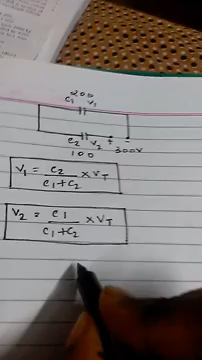 200
C1 V1
C2 V2 + -
100 300V
V1 = C2 / C1+C2 × VT
V2 = C1 / C1+C2 × VT